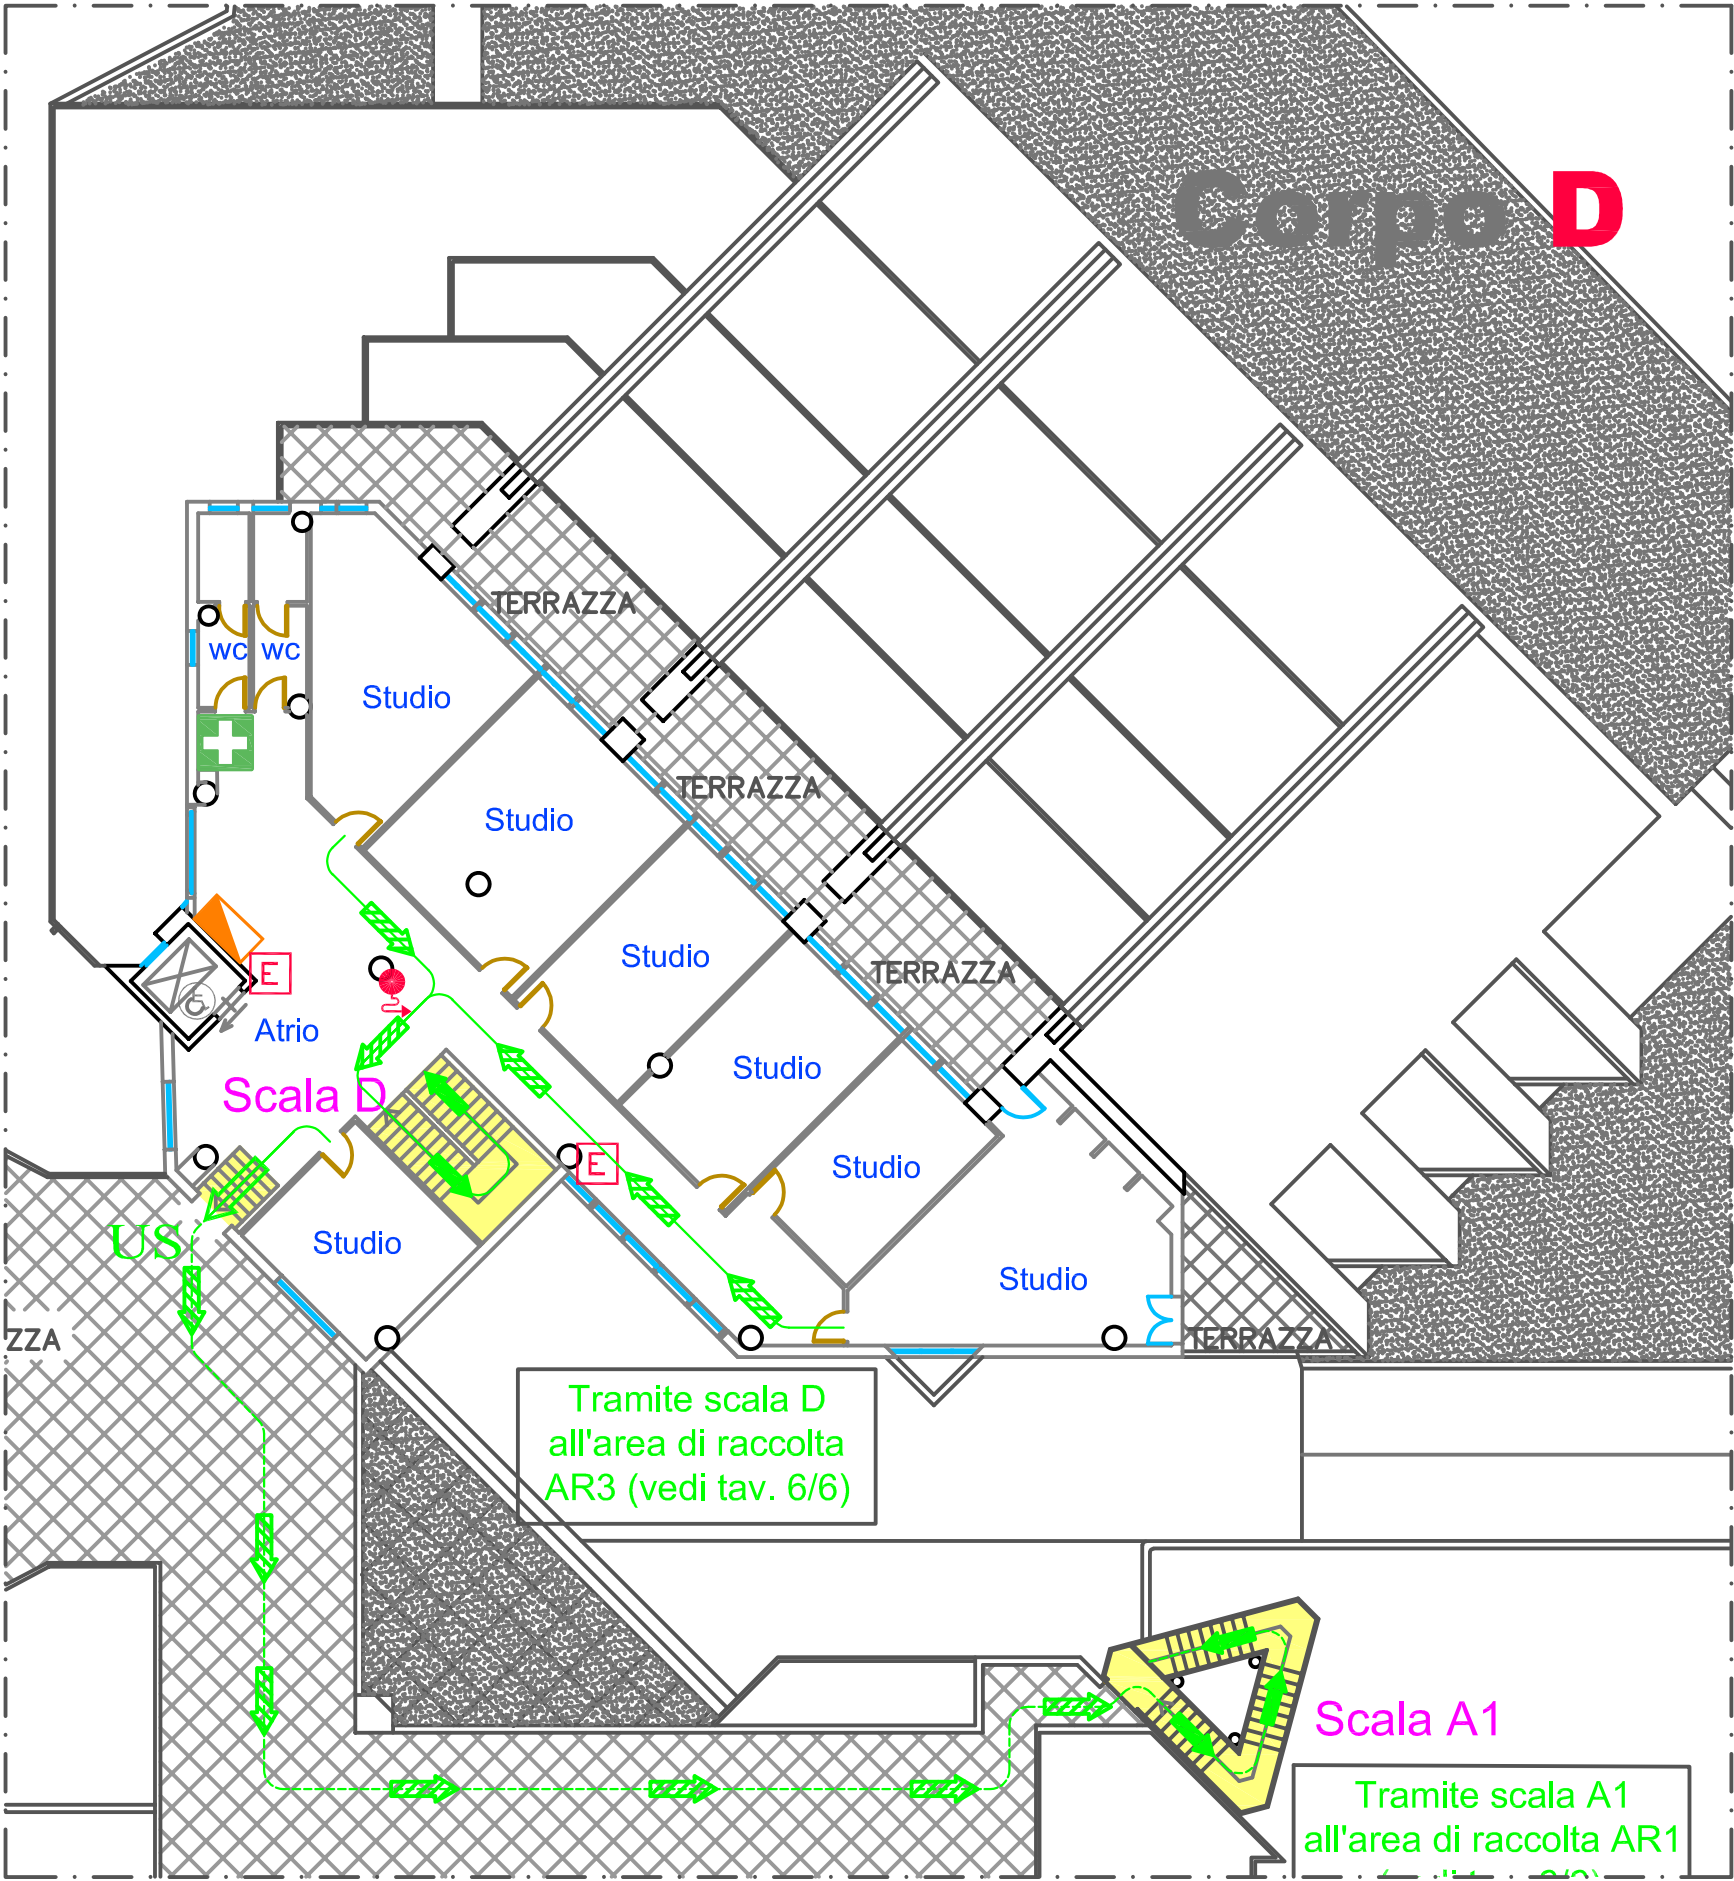 Corpo D
TERRAZZA
wc wc
Studio
TERRAZZA
Studio
Studio
TERRAZZA
E
Atrio
Studio
Scala D
E
Studio
US
Studio
Studio
ZZA
TERRAZZA
Tramite scala D
all'area di raccolta
AR3 (vedi tav. 6/6)
Scala A1
Tramite scala A1
all'area di raccolta AR1